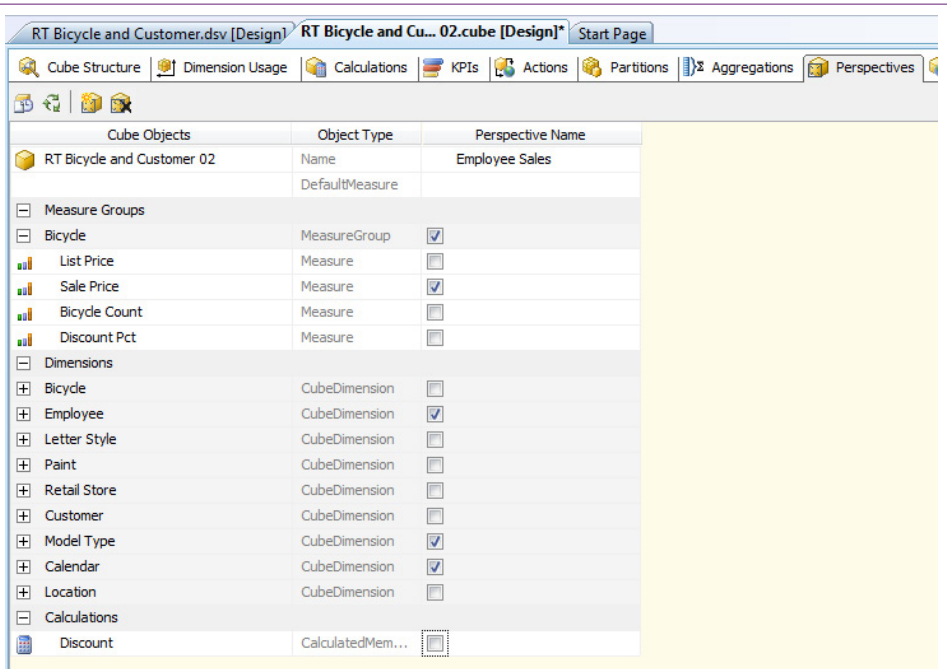 RT Bicycle and Customer.dsv [Design] RT Bicycle and Cu... 02.cube [Design]* Start Page
Cube Structure Dimension Usage Calculations KPIs Actions Partitions Aggregations Perspectives
Cube Objects Object Type Perspective Name
RT Bicycle and Customer 02 Name Employee Sales
DefaultMeasure
Measure Groups
Bicycle MeasureGroup
List Price Measure
Sale Price Measure
Bicycle Count Measure
Discount Pct Measure
Dimensions
Bicycle CubeDimension
Employee CubeDimension
Letter Style CubeDimension
Paint CubeDimension
Retail Store CubeDimension
Customer CubeDimension
Model Type CubeDimension
Calendar CubeDimension
Location CubeDimension
Calculations
Discount CalculatedMem...